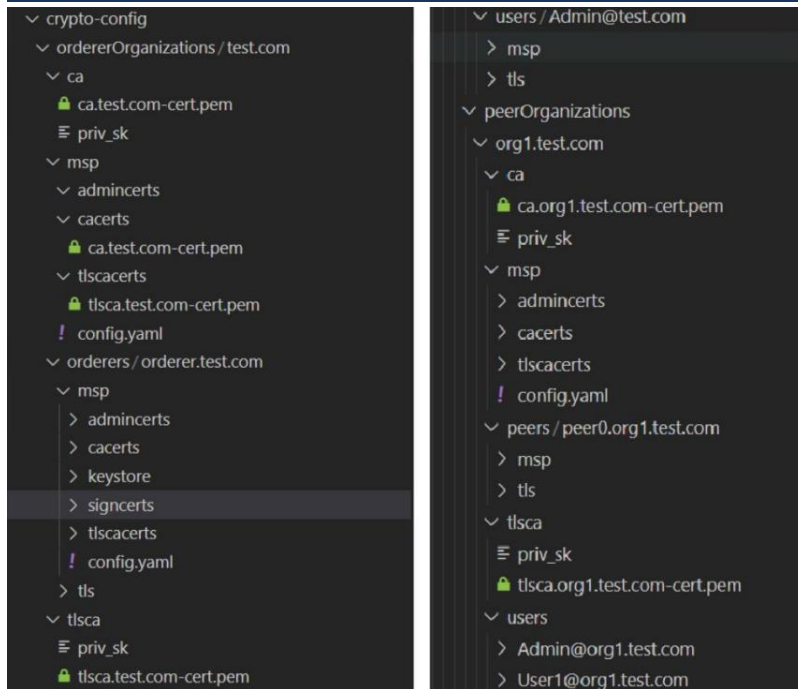 crypto-config
ordererOrganizations/test.com
ca
ca.test.com-cert.pem
priv_sk
msp
admincerts
cacerts
ca.test.com-cert.pem
tlscacerts
tlsca.test.com-cert.pem
! config.yaml
orderers/orderer.test.com
msp
admincerts
cacerts
keystore
signcerts
tlscacerts
! config.yaml
tls
tlsca
priv_sk
tlsca.test.com-cert.pem
users/Admin@test.com
msp
tls
peerOrganizations
org1.test.com
ca
ca.org1.test.com-cert.pem
priv_sk
msp
admincerts
cacerts
tlscacerts
! config.yaml
peers/peer0.org1.test.com
msp
tls
tlsca
priv_sk
tlsca.org1.test.com-cert.pem
users
Admin@org1.test.com
User1@org1.test.com